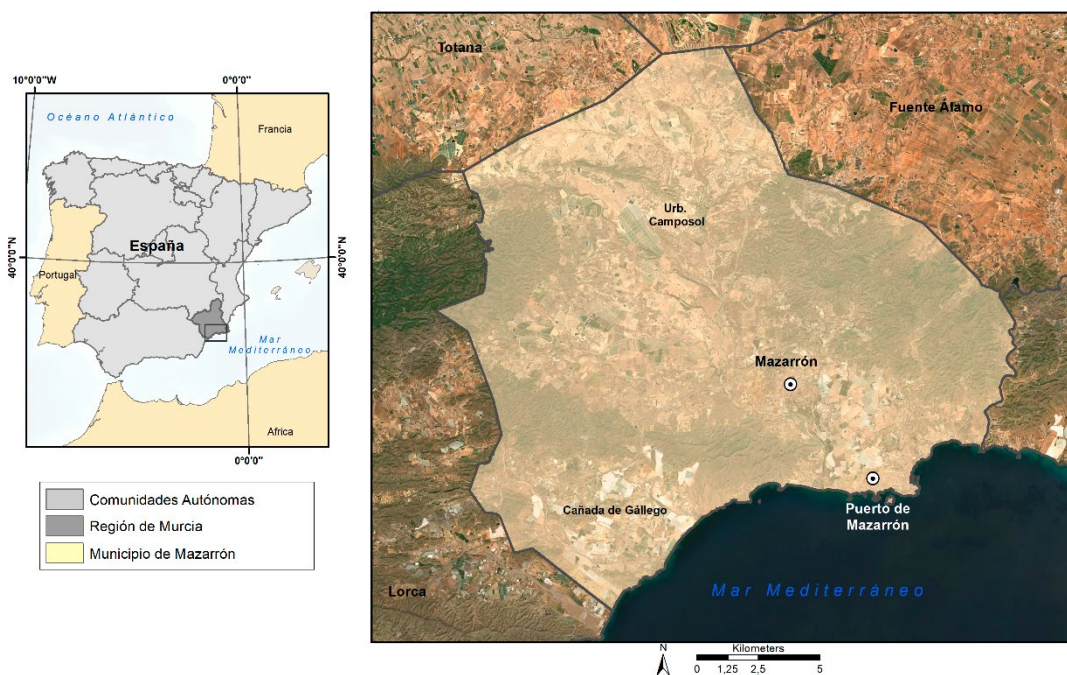 10°0'0"W
0°0'0"
Océano Atlántico
Francia
España
40°0'0"N
40°0'0"N
Portugal
Mar
Mediterráneo
Africa
0°0'0"
Comunidades Autónomas
Región de Murcia
Municipio de Mazarrón
Totana
Fuente Álamo
Urb.
Camposol
Mazarrón
Cañada de Gállego
Puerto de
Mazarrón
Lorca
Mar Mediterráneo
N
Kilometers
0 1,25 2,5 5